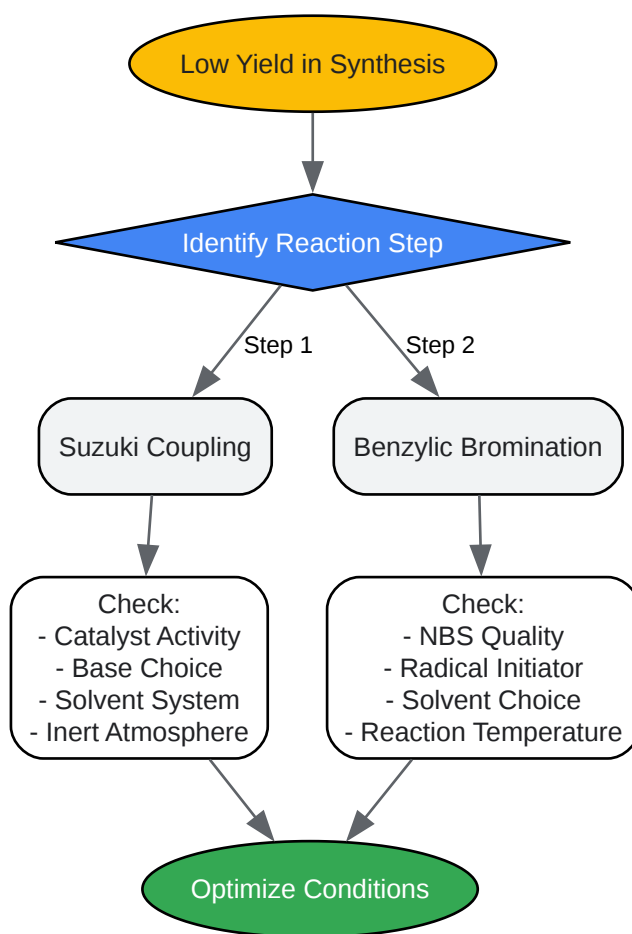 Low Yield in Synthesis
Identify Reaction Step
Step 1
Step 2
Suzuki Coupling
Benzylic Bromination
Check:
- Catalyst Activity
- Base Choice
- Solvent System
- Inert Atmosphere
Check:
- NBS Quality
- Radical Initiator
- Solvent Choice
- Reaction Temperature
Optimize Conditions